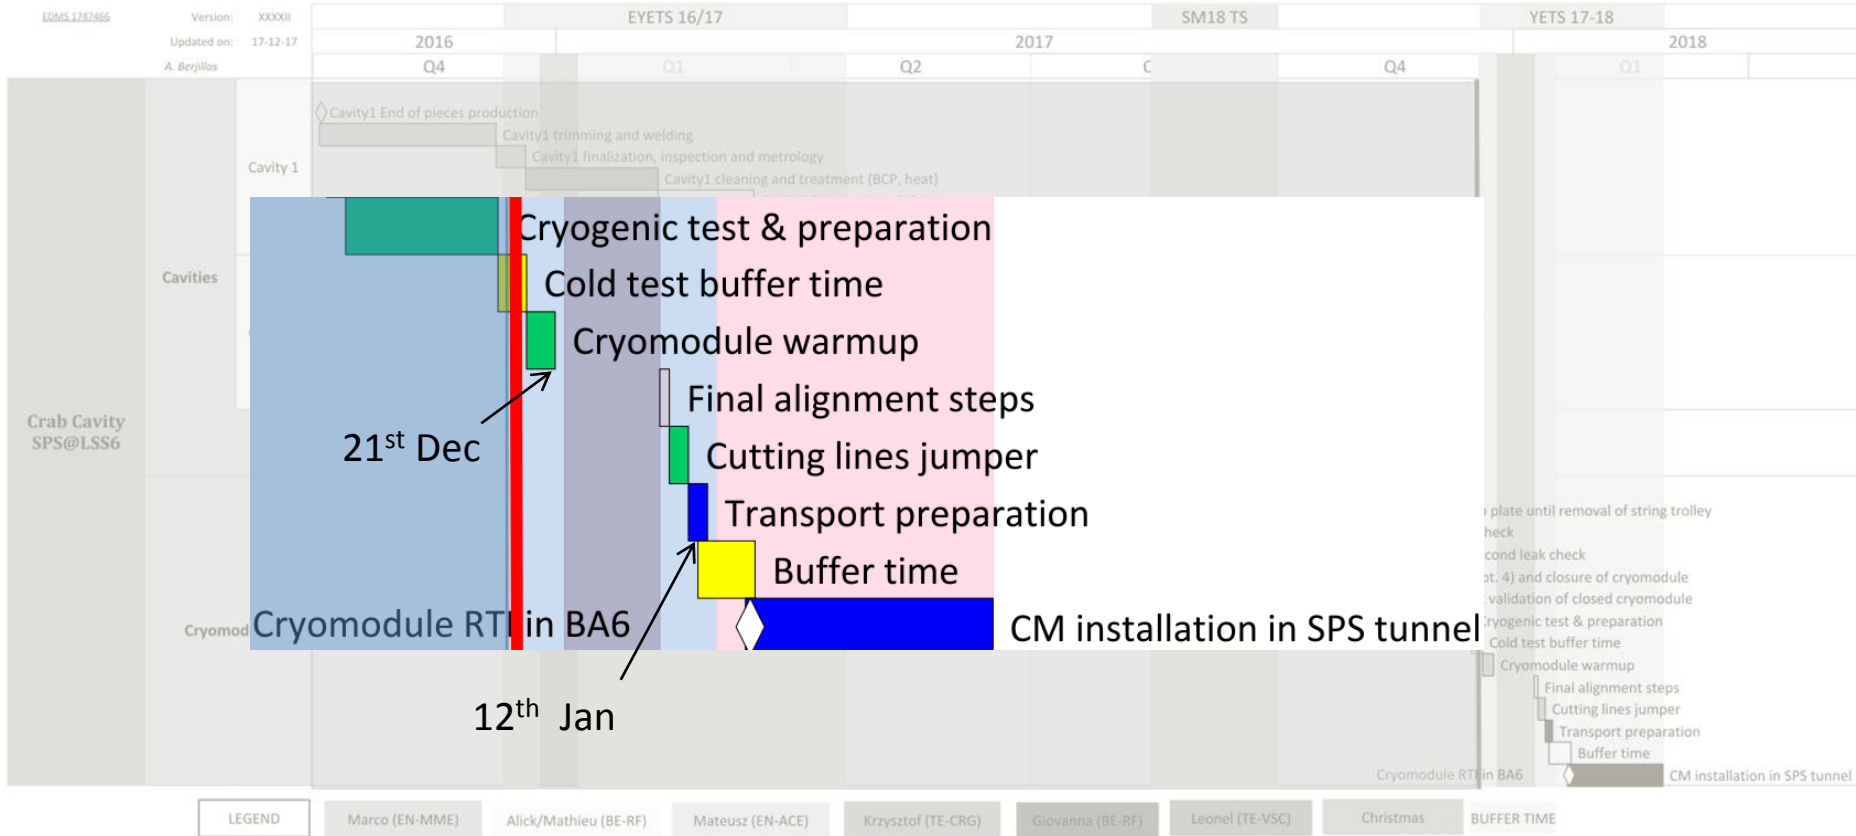 EDMS 1747466
Version: XXXXII
EYETS 16/17
SM18 TS
YETS 17-18
Updated on: 17-12-17
2016
2017
2018
A. Berjillos
Q4
Q1
Q2
Q4
Q1
Cavity1 End of pieces production
Cavity1 trimming and welding
Cavity1 finalization, inspection and metrology
Cavity 1
Cavity1 cleaning and treatment (BCP, heat)
Cryogenic test & preparation
Cold test buffer time
Cavities
Cryomodule warmup
Final alignment steps
Crab Cavity
SPS@LSS6
21st Dec
Cutting lines jumper
Transport preparation
Buffer time
Cryomod
Cryomodule RTI in BA6
CM installation in SPS tunnel
12th Jan
plate until removal of string trolley
heck
cond leak check
pt. 4) and closure of cryomodule
validation of closed cryomodule
Cryogenic test & preparation
Cold test buffer time
Cryomodule warmup
Final alignment steps
Cutting lines jumper
Transport preparation
Buffer time
Cryomodule RTI in BA6
CM installation in SPS tunnel
LEGEND
Marco (EN-MME)
Alick/Mathieu (BE-RF)
Mateusz (EN-ACE)
Krzysztof (TE-CRG)
Giovanna (BE-RF)
Leonel (TE-VSC)
Christmas
BUFFER TIME